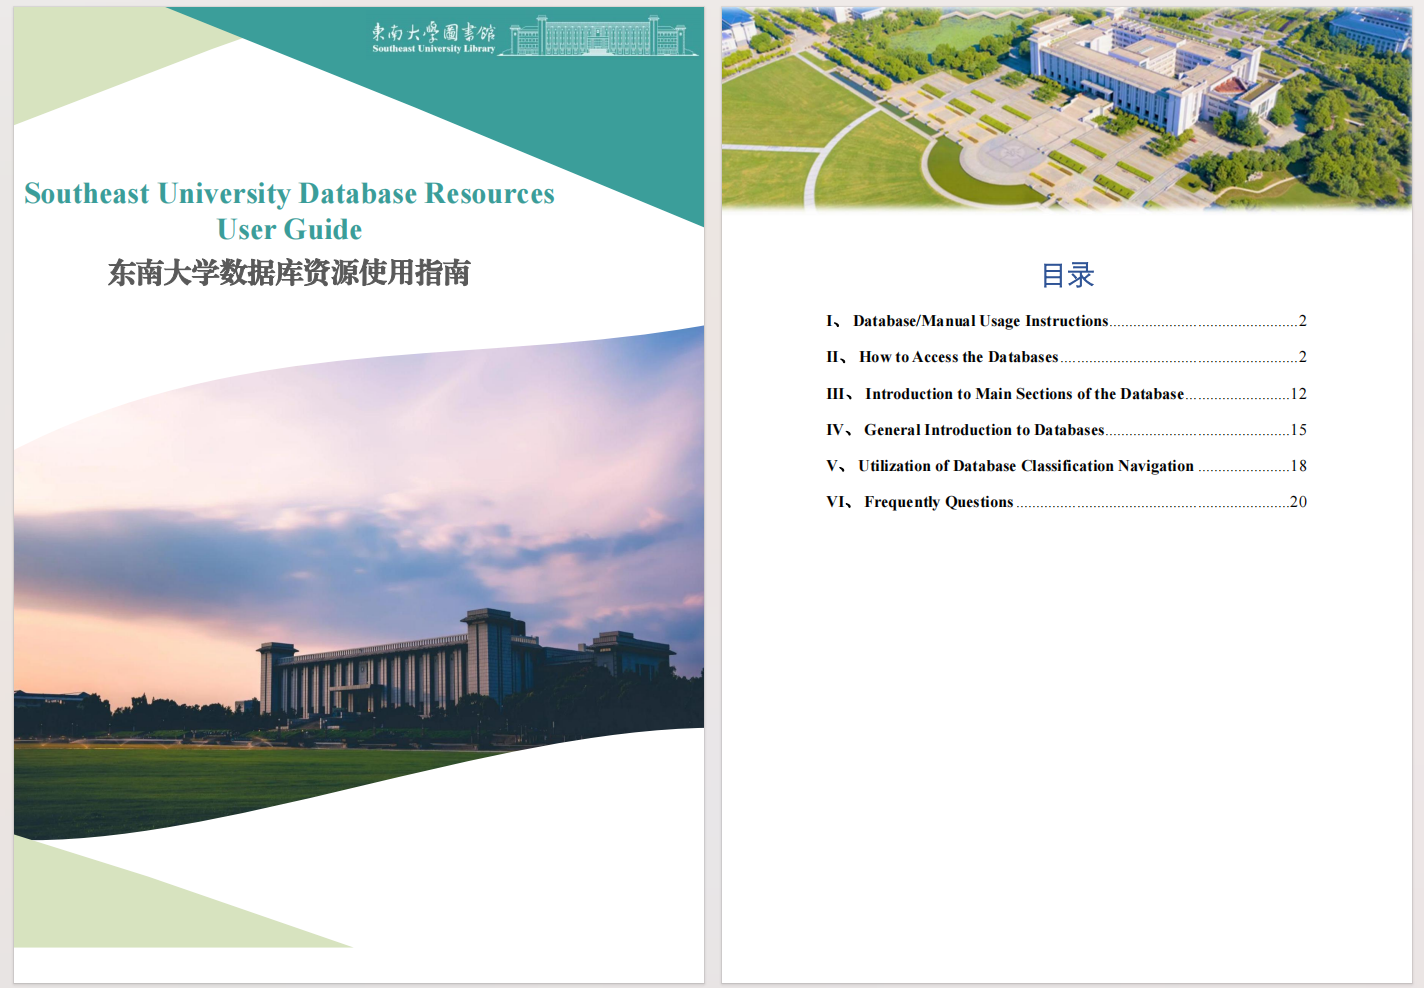 東南大學圖書館
Southeast University Library
Southeast University Database Resources
User Guide
东南大学数据库资源使用指南
目录
I、 Database/Manual Usage Instructions........2
II、 How to Access the Databases........2
III、 Introduction to Main Sections of the Database........12
IV、 General Introduction to Databases........15
V、 Utilization of Database Classification Navigation ........18
VI、 Frequently Questions ........20